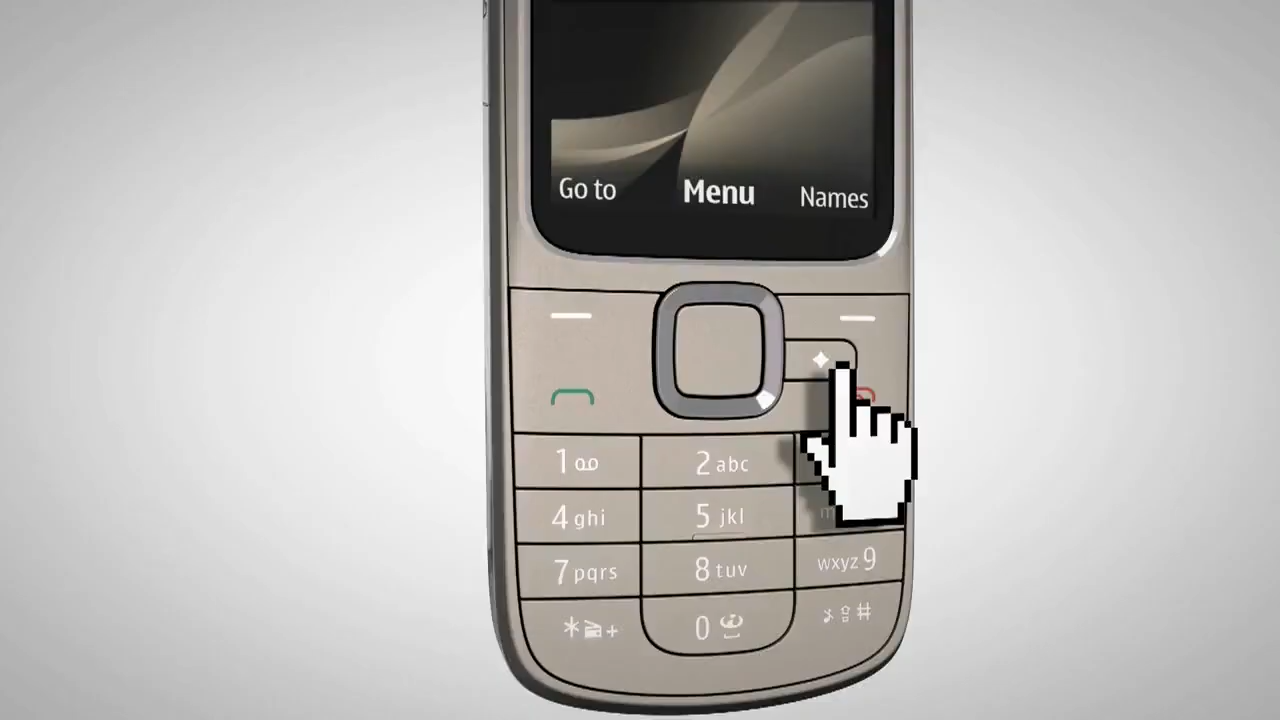 Go to Menu Names
1
2 abc
4 ghi
5 jkl
m
7 pqrs
8 tuv
wxyz 9
* +
0
#